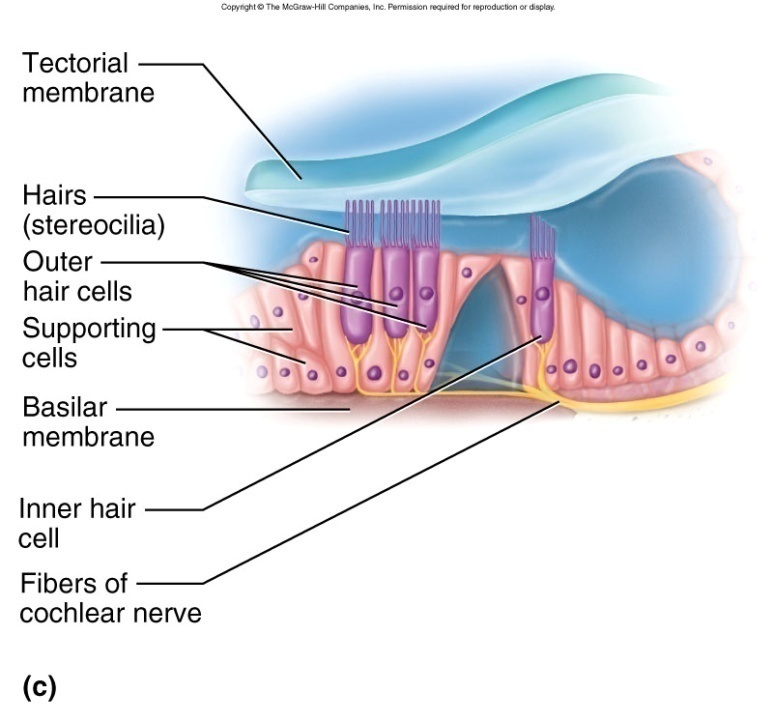 Copyright © The McGraw-Hill Companies, Inc. Permission required for reproduction or display.
Tectorial
membrane
Hairs
(stereocilia)
Outer
hair cells
Supporting
cells
Basilar
membrane
Inner hair
cell
Fibers of
cochlear nerve
(c)